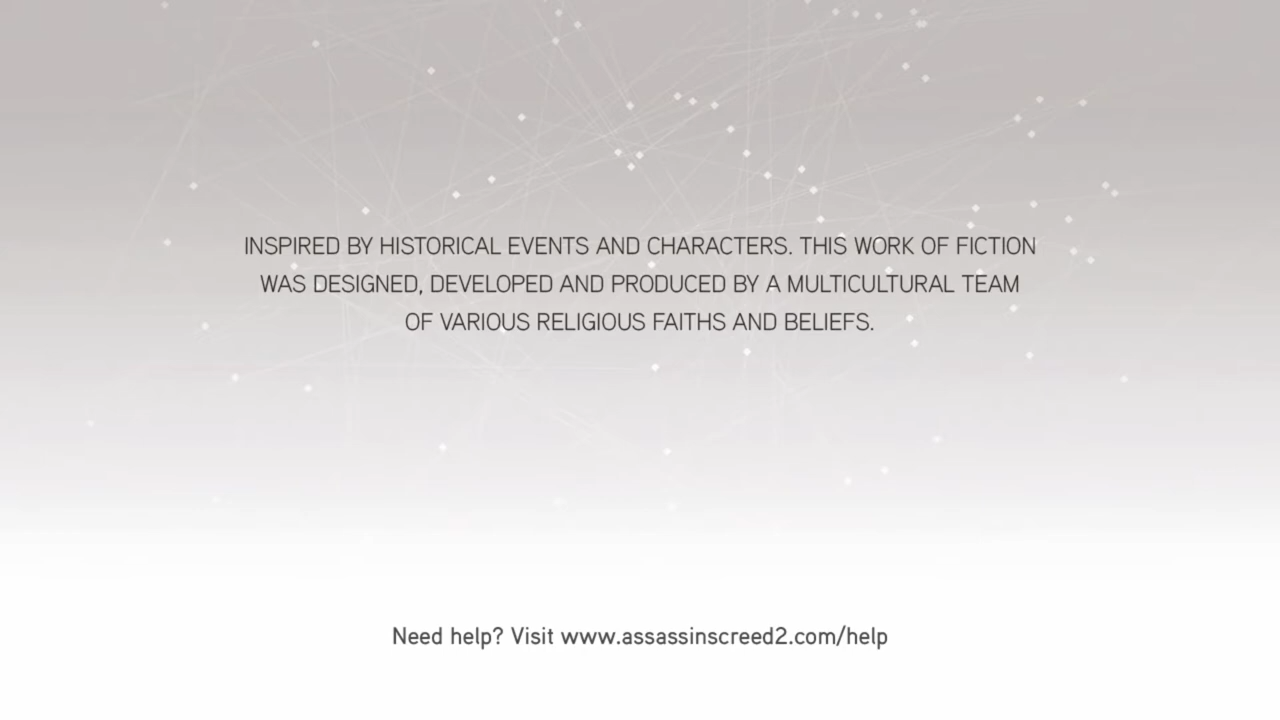 INSPIRED BY HISTORICAL EVENTS AND CHARACTERS. THIS WORK OF FICTION
WAS DESIGNED, DEVELOPED AND PRODUCED BY A MULTICULTURAL TEAM
OF VARIOUS RELIGIOUS FAITHS AND BELIEFS.
Need help? Visit www.assassinscreed2.com/help